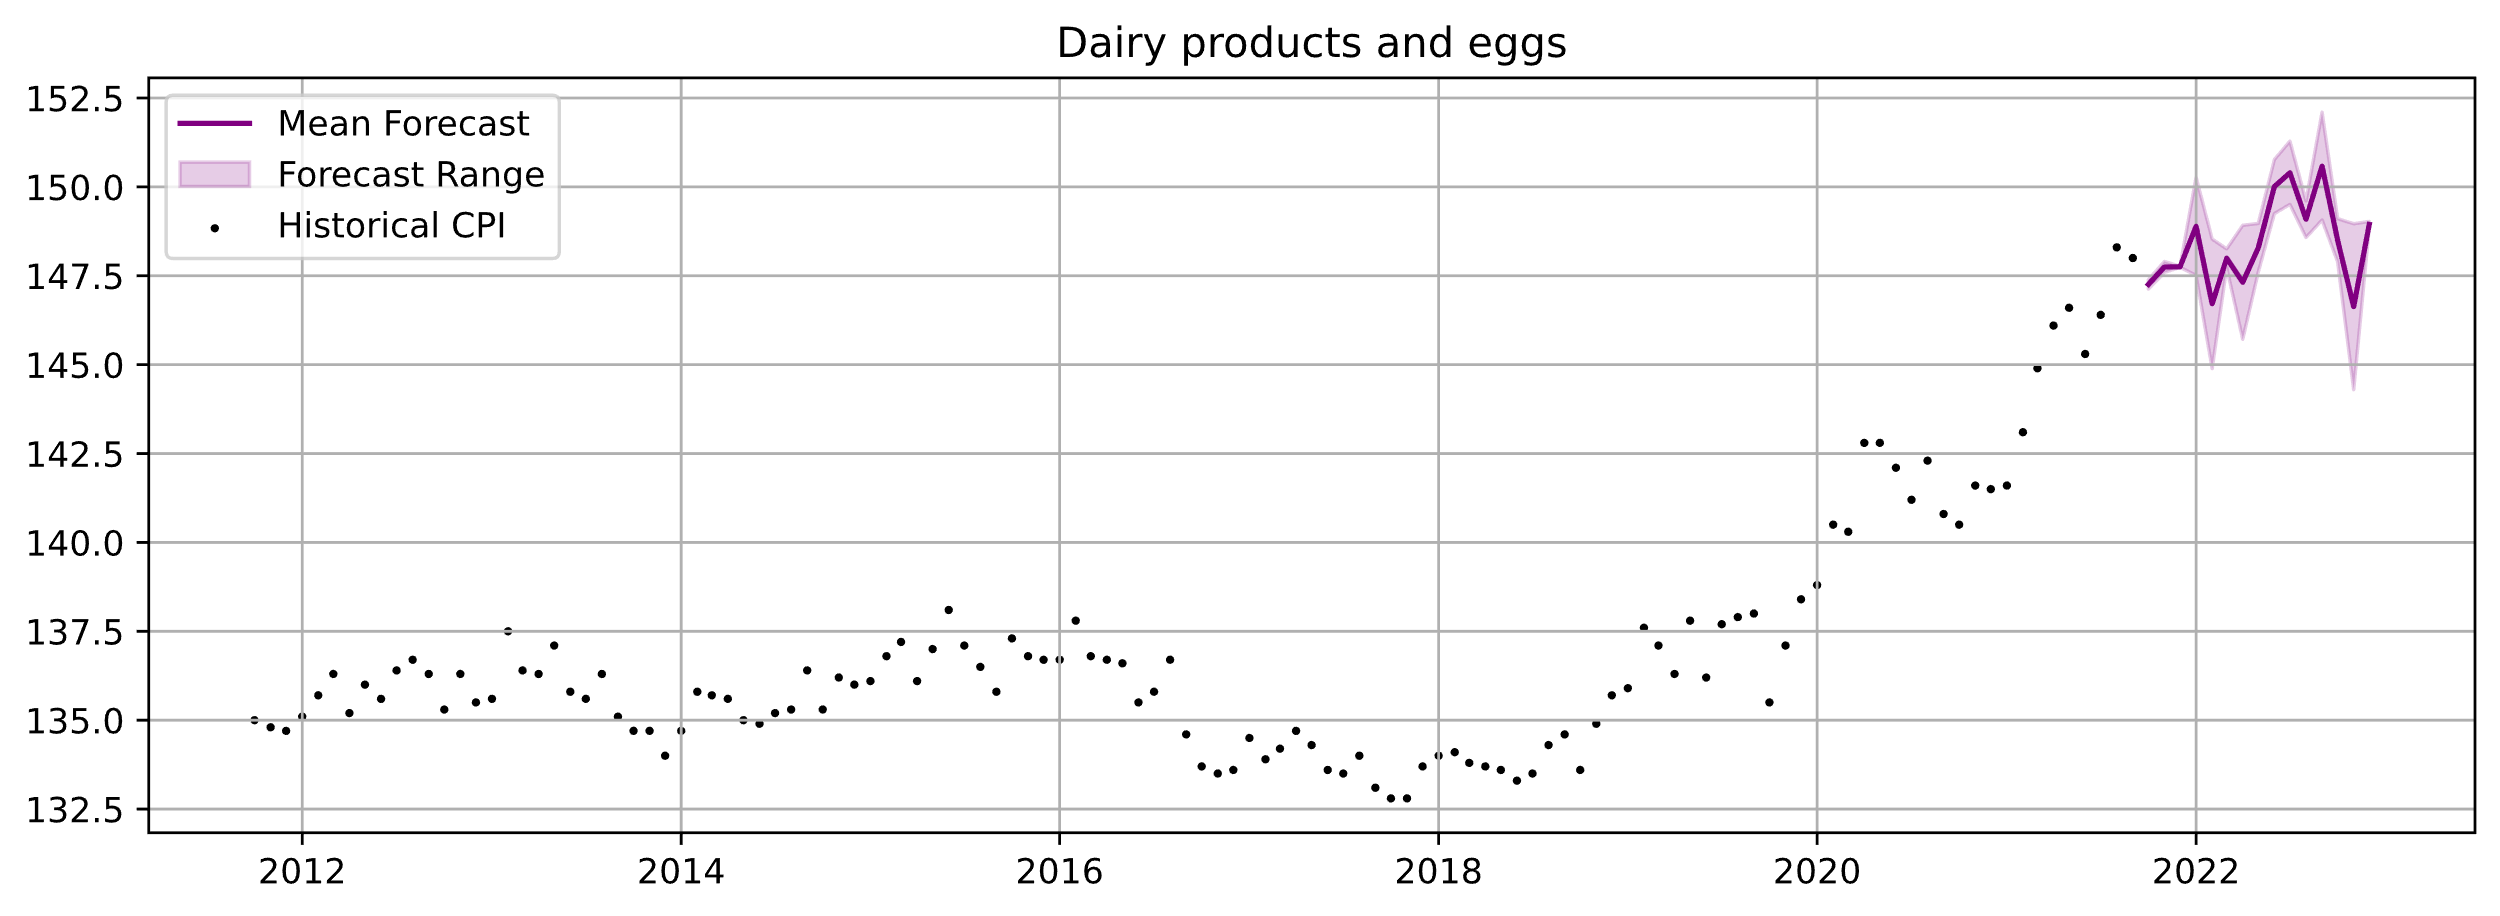 Dairy products and eggs
152.5
150.0
147.5
145.0
142.5
140.0
137.5
135.0
132.5
Mean Forecast
Forecast Range
Historical CPI
2012 2014 2016 2018 2020 2022